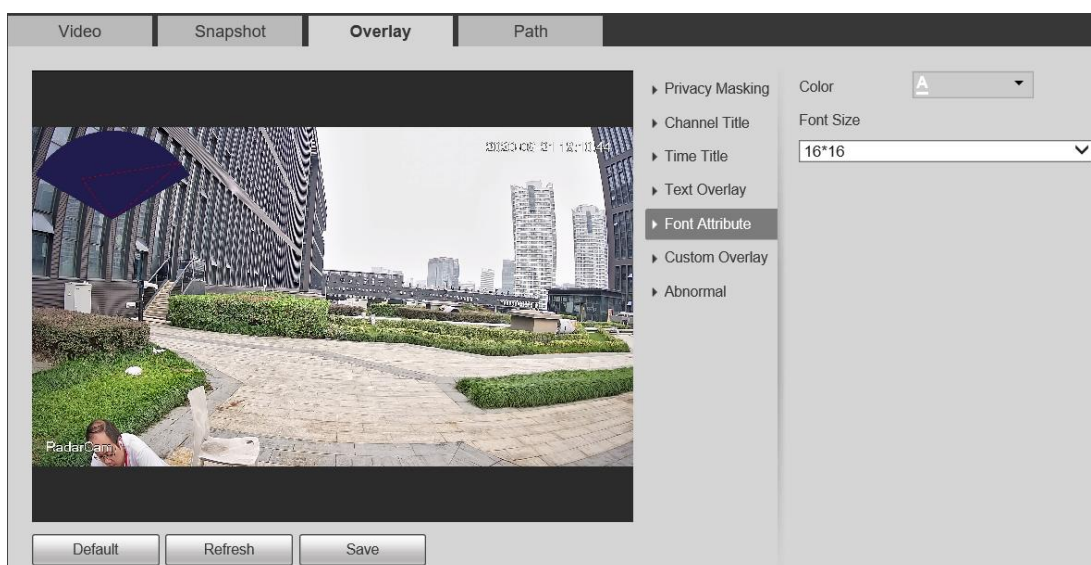 Video
Snapshot
Overlay
Path
Privacy Masking
Channel Title
Time Title
Text Overlay
Font Attribute
Custom Overlay
Abnormal
Color
A
Font Size
16*16
RadarCam
Default
Refresh
Save